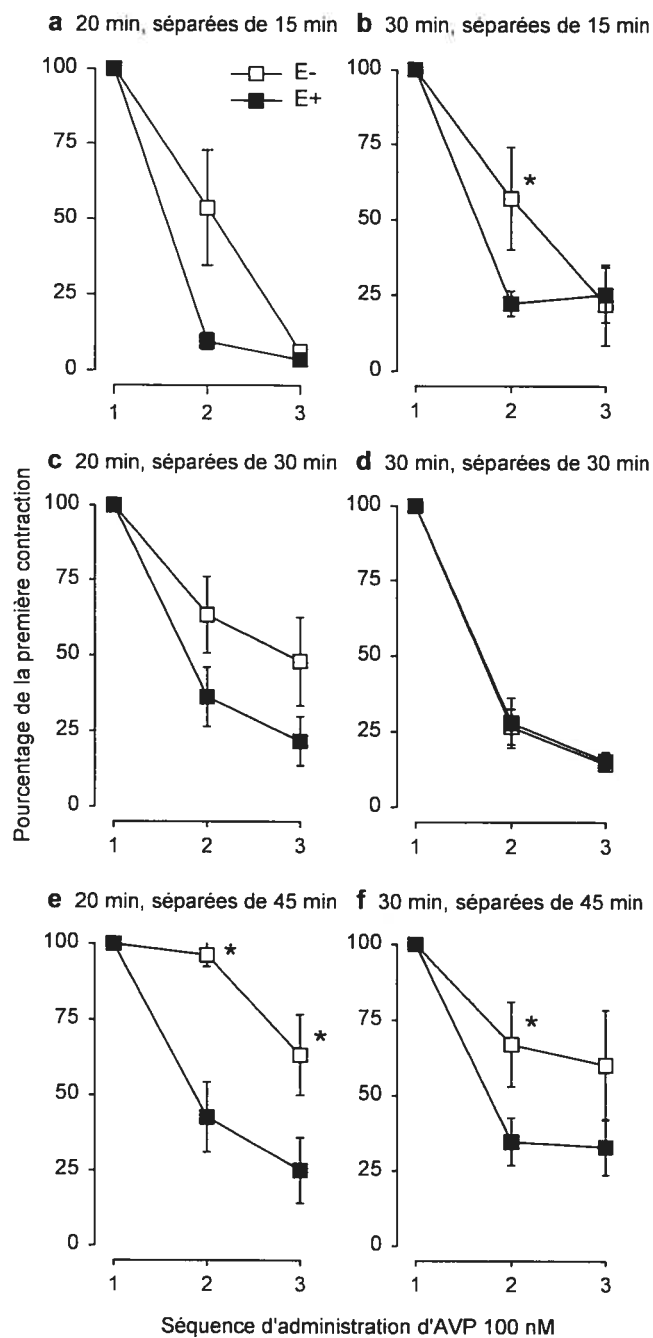 a 20 min, séparées de 15 min
b 30 min, séparées de 15 min
100
75
50
25
0
E-
E+
1 2 3
100
75
50
25
0
*
1 2 3
c 20 min, séparées de 30 min
d 30 min, séparées de 30 min
100
75
50
25
0
1 2 3
100
75
50
25
0
1 2 3
e 20 min, séparées de 45 min
f 30 min, séparées de 45 min
100
75
50
25
0
*
*
1 2 3
100
75
50
25
0
*
1 2 3
Pourcentage de la première contraction
Séquence d'administration d'AVP 100 nM